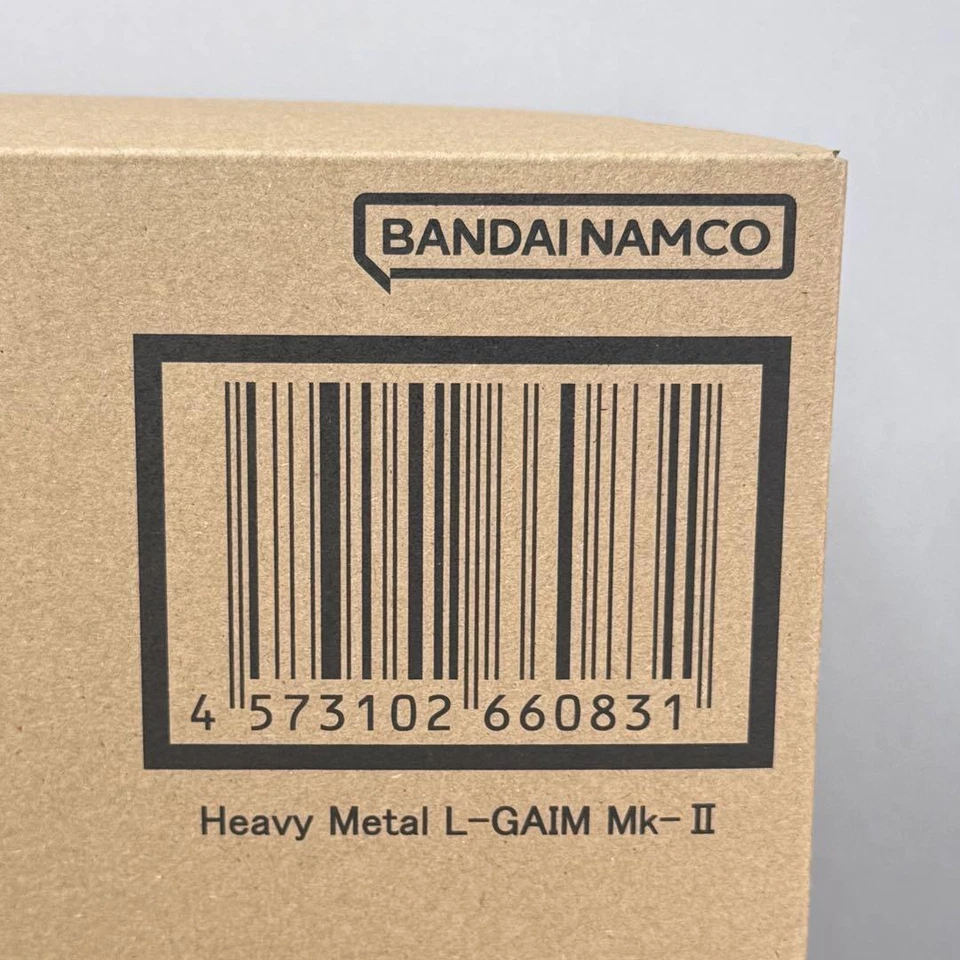 BANDAI NAMCO
4 573102 660831
Heavy Metal L-GAIM Mk-Ⅱ